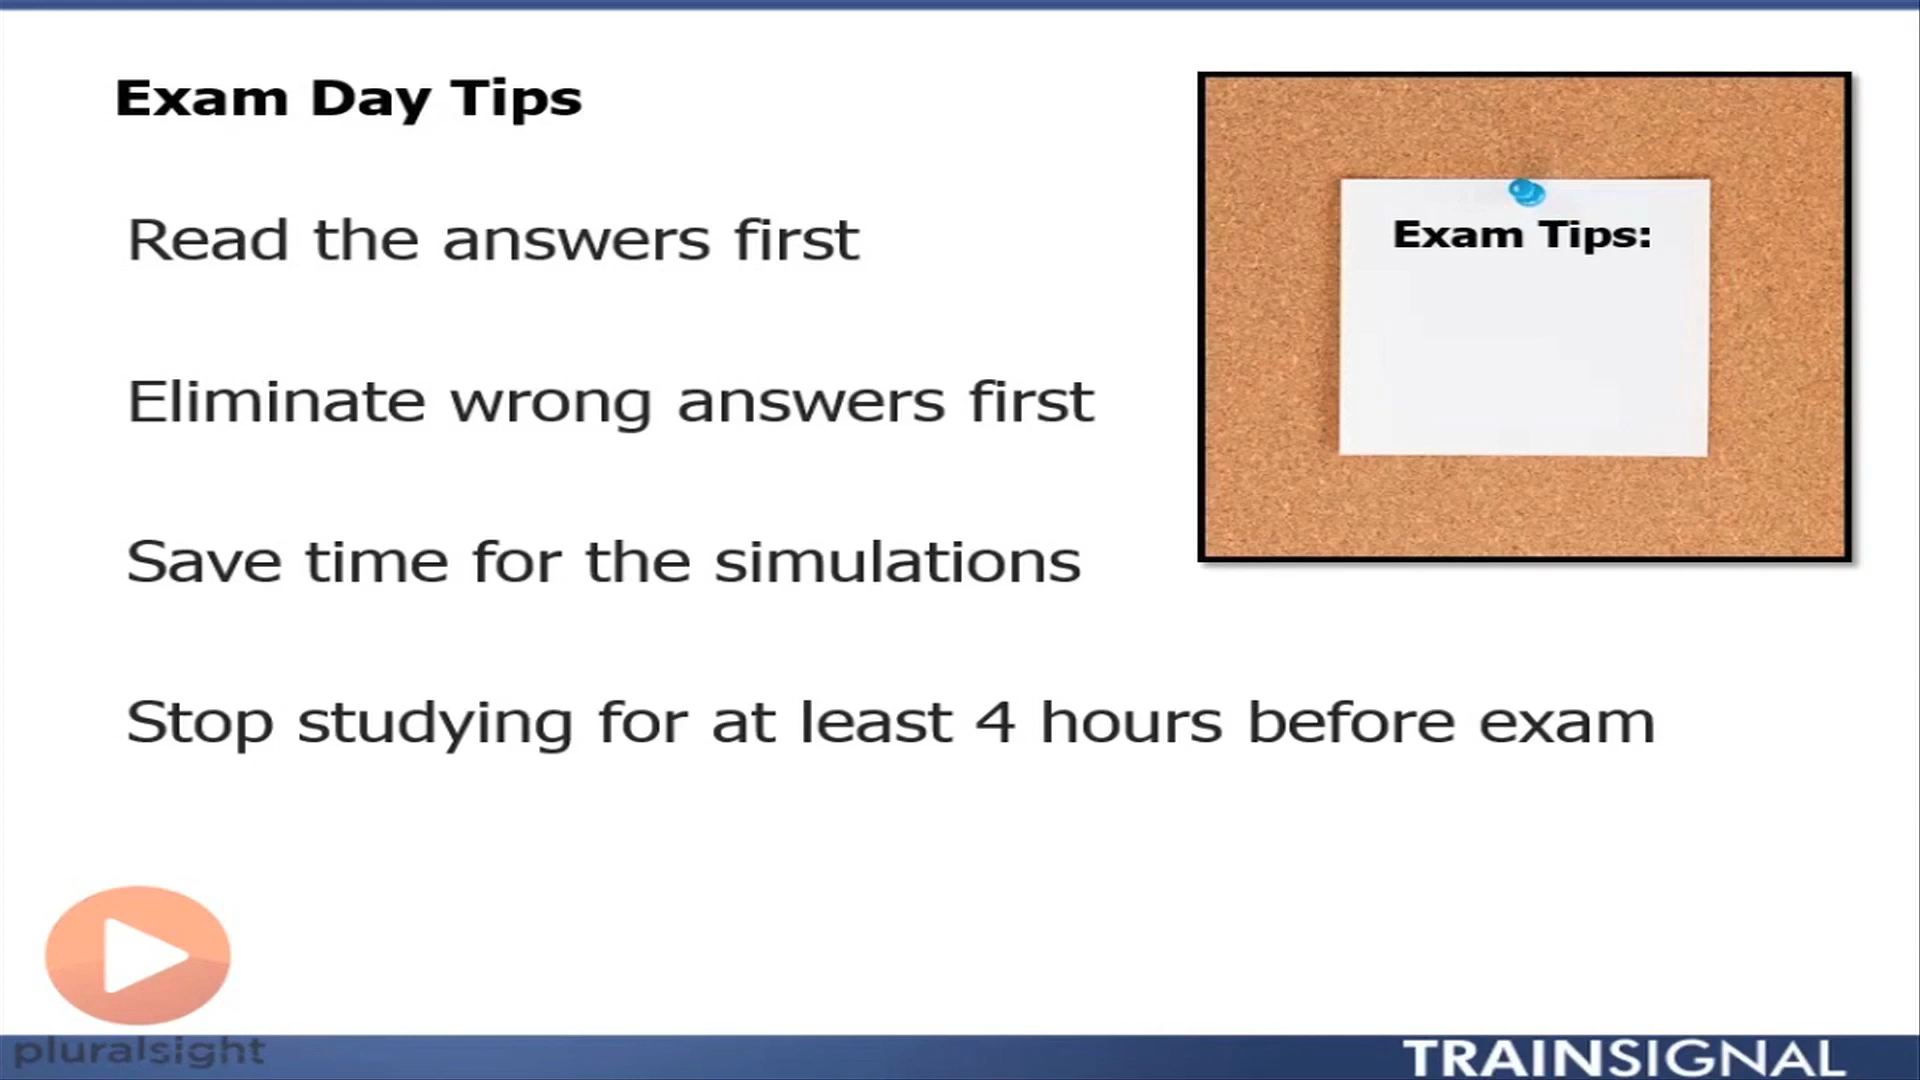 Exam Day Tips
Read the answers first
Eliminate wrong answers first
Save time for the simulations
Stop studying for at least 4 hours before exam
Exam Tips:
pluralsight
TRAINSIGNAL